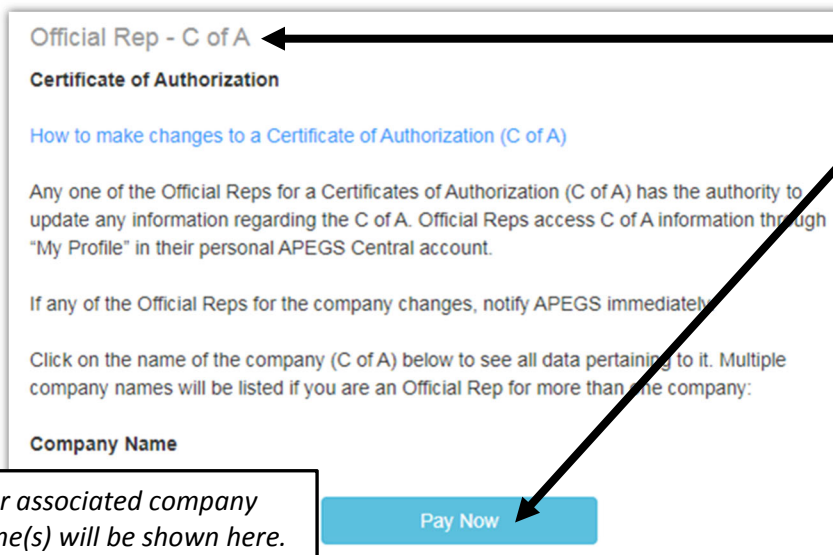 Official Rep - C of A
Certificate of Authorization
How to make changes to a Certificate of Authorization (C of A)
Any one of the Official Reps for a Certificates of Authorization (C of A) has the authority to
update any information regarding the C of A. Official Reps access C of A information through
“My Profile” in their personal APEGS Central account.
If any of the Official Reps for the company changes, notify APEGS immediately
Click on the name of the company (C of A) below to see all data pertaining to it. Multiple
company names will be listed if you are an Official Rep for more than one company:
Company Name
r associated company
e(s) will be shown here.
Pay Now